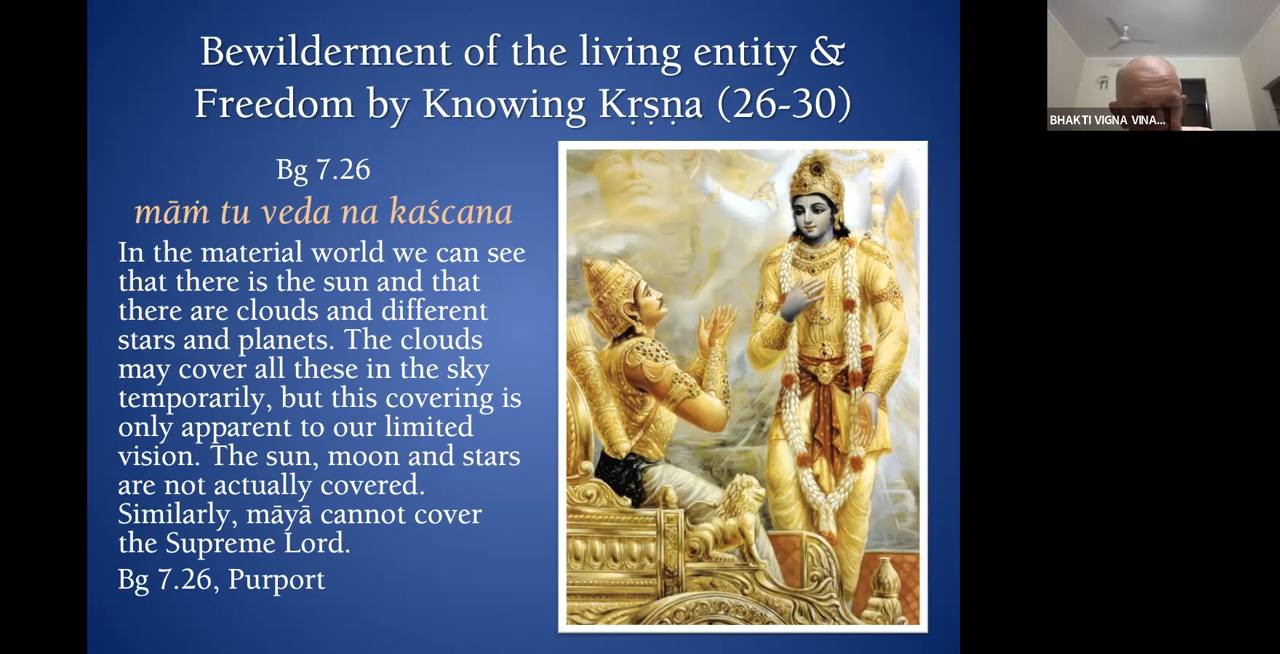 Bewilderment of the living entity &
Freedom by Knowing Kṛṣṇa (26-30)
Bg 7.26
māṁ tu veda na kaścana
In the material world we can see
that there is the sun and that
there are clouds and different
stars and planets. The clouds
may cover all these in the sky
temporarily, but this covering is
only apparent to our limited
vision. The sun, moon and stars
are not actually covered.
Similarly, māyā cannot cover
the Supreme Lord.
Bg 7.26, Purport
BHAKTI VIGNA VINA...